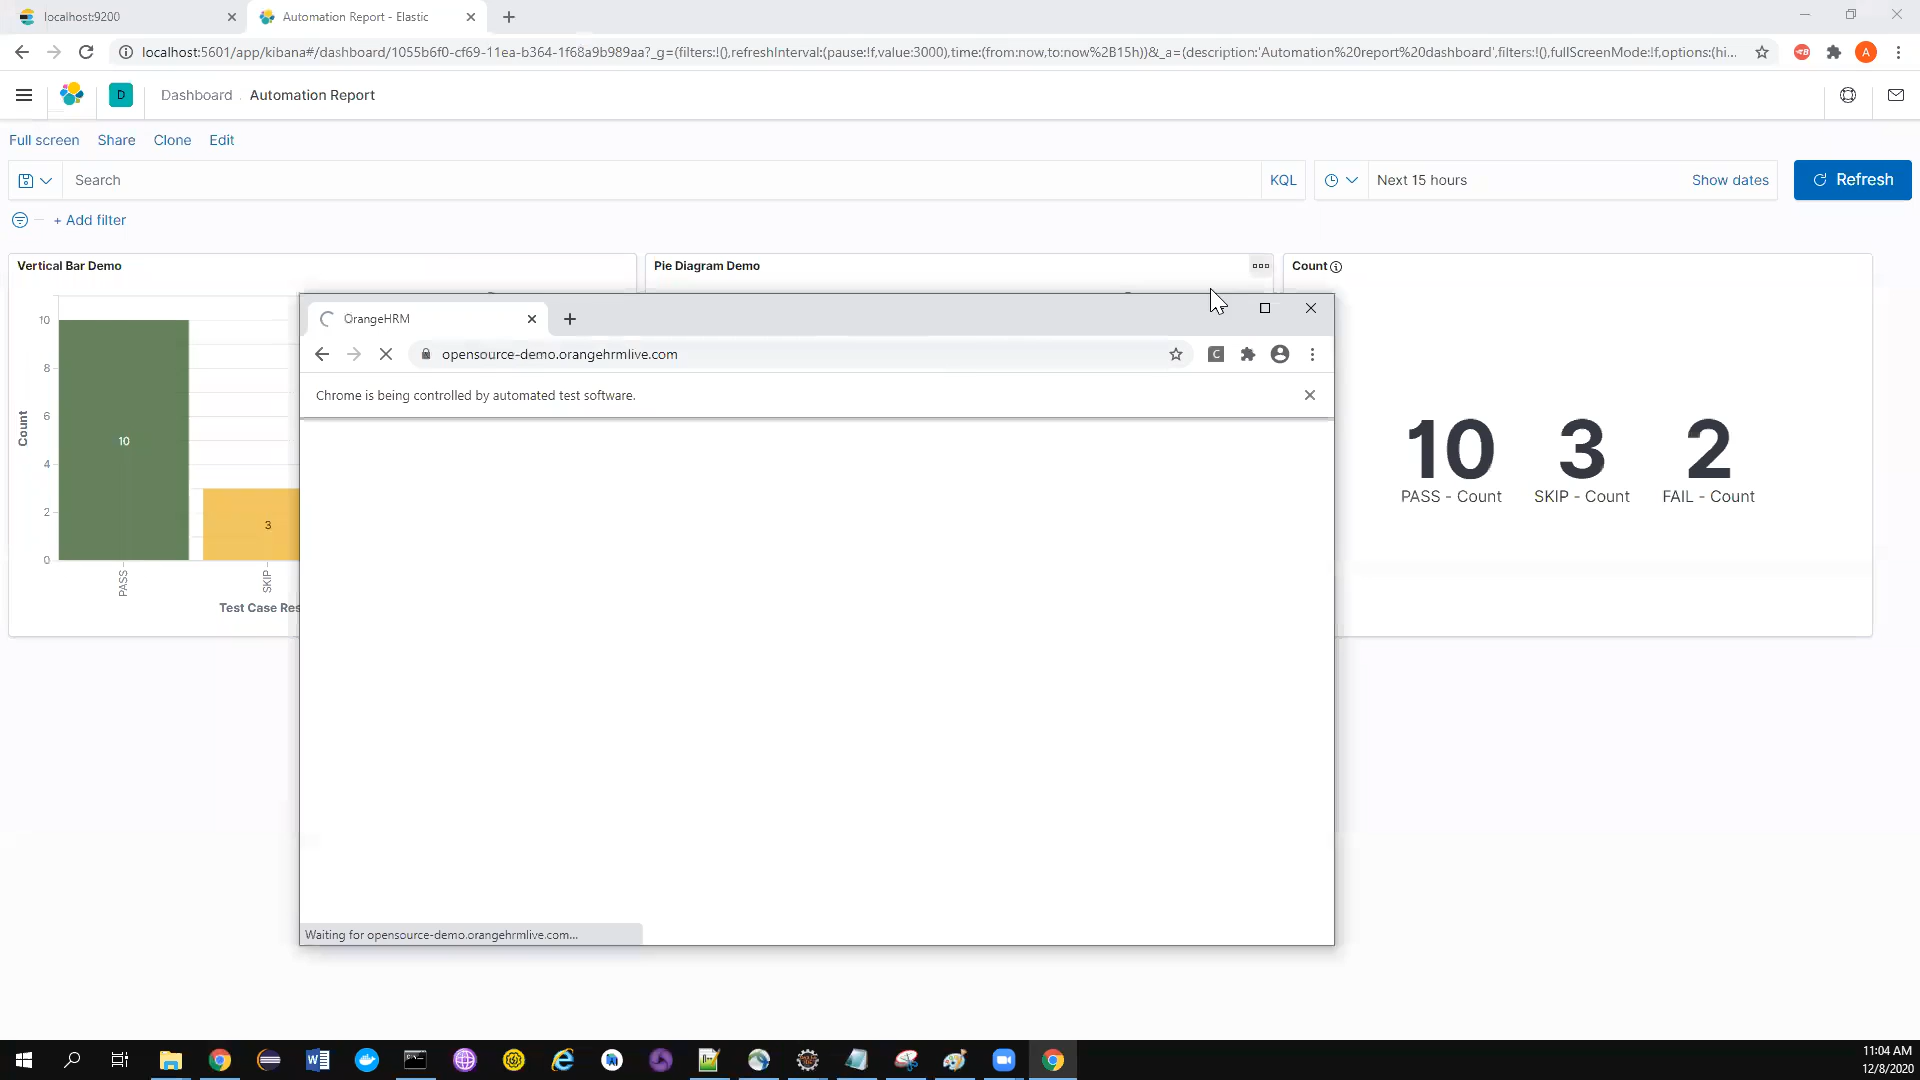 localhost:9200
Automation Report - Elastic
localhost:5601/app/kibana#/dashboard/1055b6f0-cf69-11ea-b364-1f68a9b989aa?_g=(filters:!(),refreshInterval:(pause:!f,value:3000),time:(from:now,to:now%2B15h))&_a=(description:'Automation%20report%20dashboard',filters:!(),fullScreenMode:!f,options:(hi...
A
D
Dashboard
Automation Report
Full screen
Share
Clone
Edit
Search
KQL
Next 15 hours
Show dates
Refresh
+ Add filter
Vertical Bar Demo
Pie Diagram Demo
Count
OrangeHRM
opensource-demo.orangehrmlive.com
C
Chrome is being controlled by automated test software.
Count
10
8
6
4
2
0
10
3
PASS
SKIP
Test Case Res
10
PASS - Count
3
SKIP - Count
2
FAIL - Count
Waiting for opensource-demo.orangehrmlive.com...
11:04 AM
12/8/2020